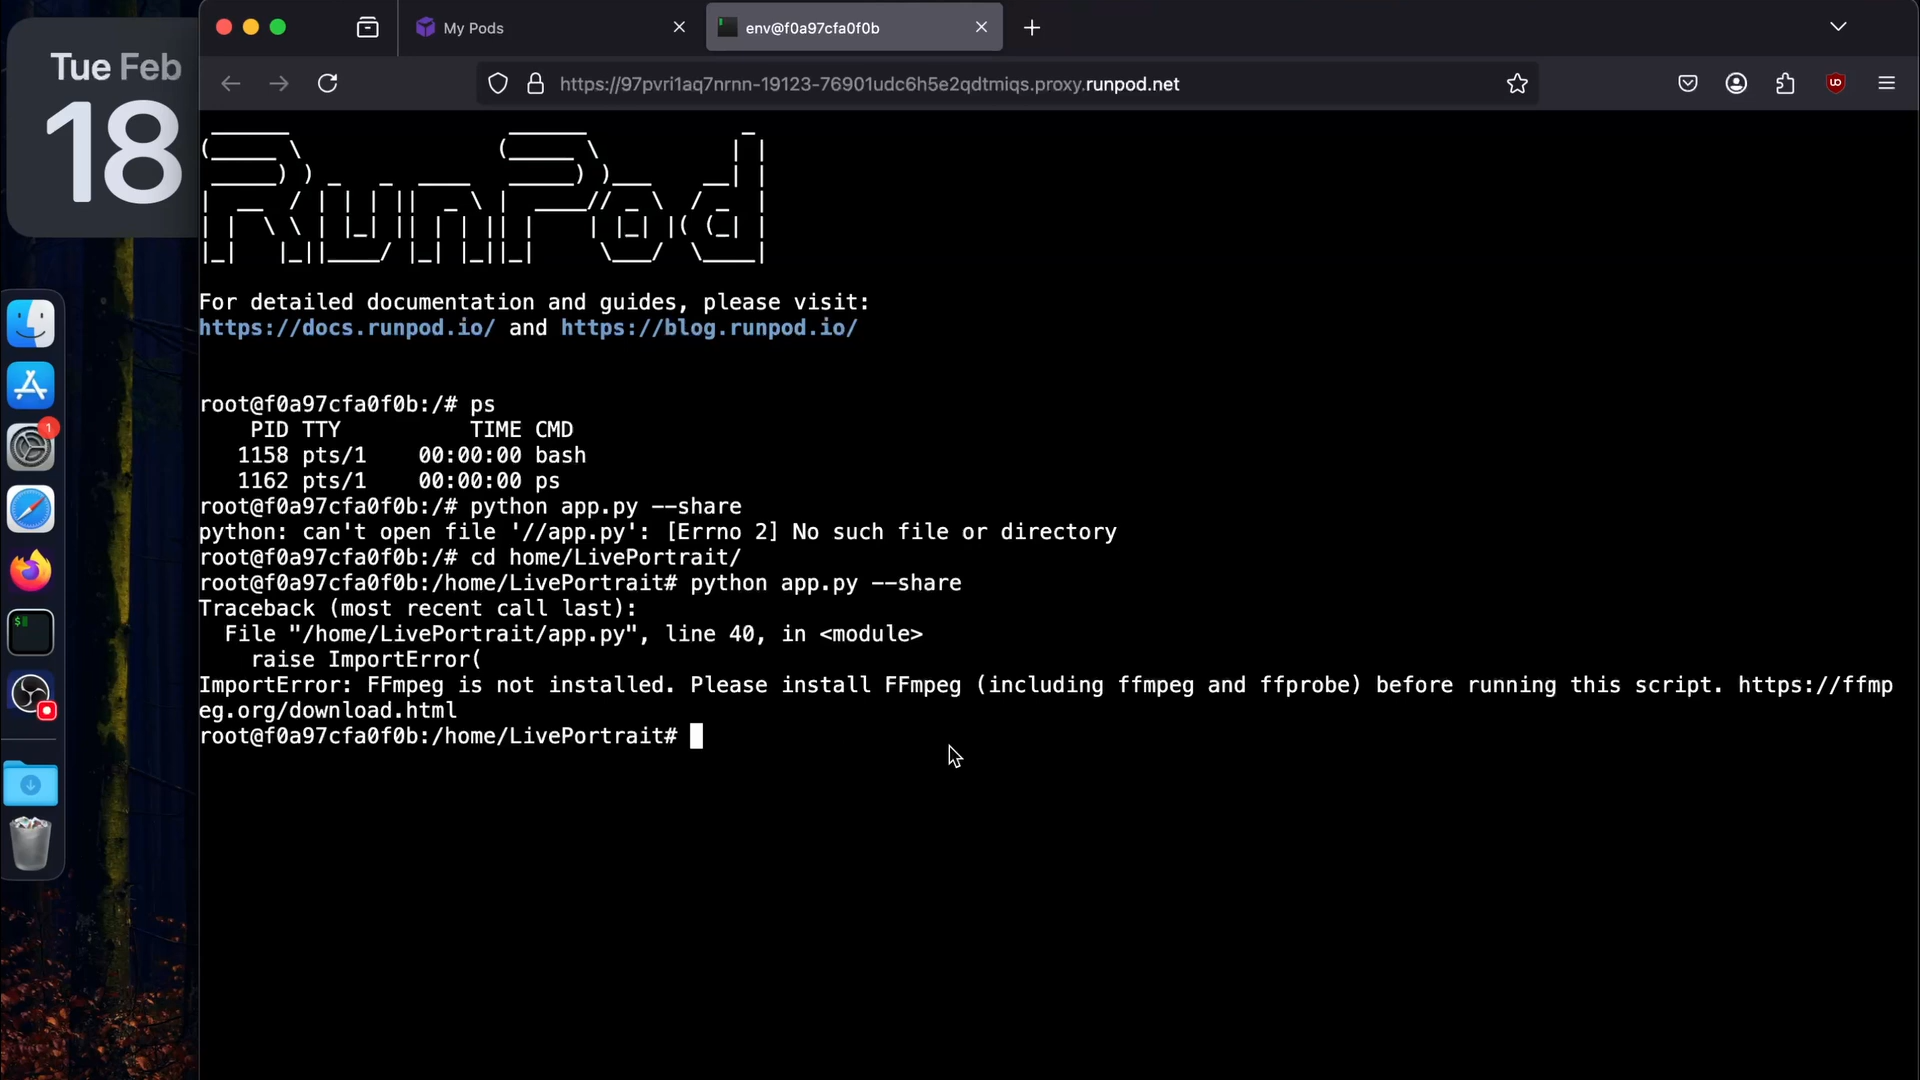 Tue Feb
18
My Pods
env@f0a97cfa0f0b
https://97pvri1aq7nrnn-19123-76901udc6h5e2qdtmiqs.proxy.runpod.net
RunPod
For detailed documentation and guides, please visit:
https://docs.runpod.io/ and https://blog.runpod.io/
root@f0a97cfa0f0b:/# ps
PID TTY TIME CMD
1158 pts/1 00:00:00 bash
1162 pts/1 00:00:00 ps
root@f0a97cfa0f0b:/# python app.py --share
python: can't open file '//app.py': [Errno 2] No such file or directory
root@f0a97cfa0f0b:/# cd home/LivePortrait/
root@f0a97cfa0f0b:/home/LivePortrait# python app.py --share
Traceback (most recent call last):
File "/home/LivePortrait/app.py", line 40, in <module>
raise ImportError(
ImportError: FFmpeg is not installed. Please install FFmpeg (including ffmpeg and ffprobe) before running this script. https://ffmp
eg.org/download.html
root@f0a97cfa0f0b:/home/LivePortrait#
1
$